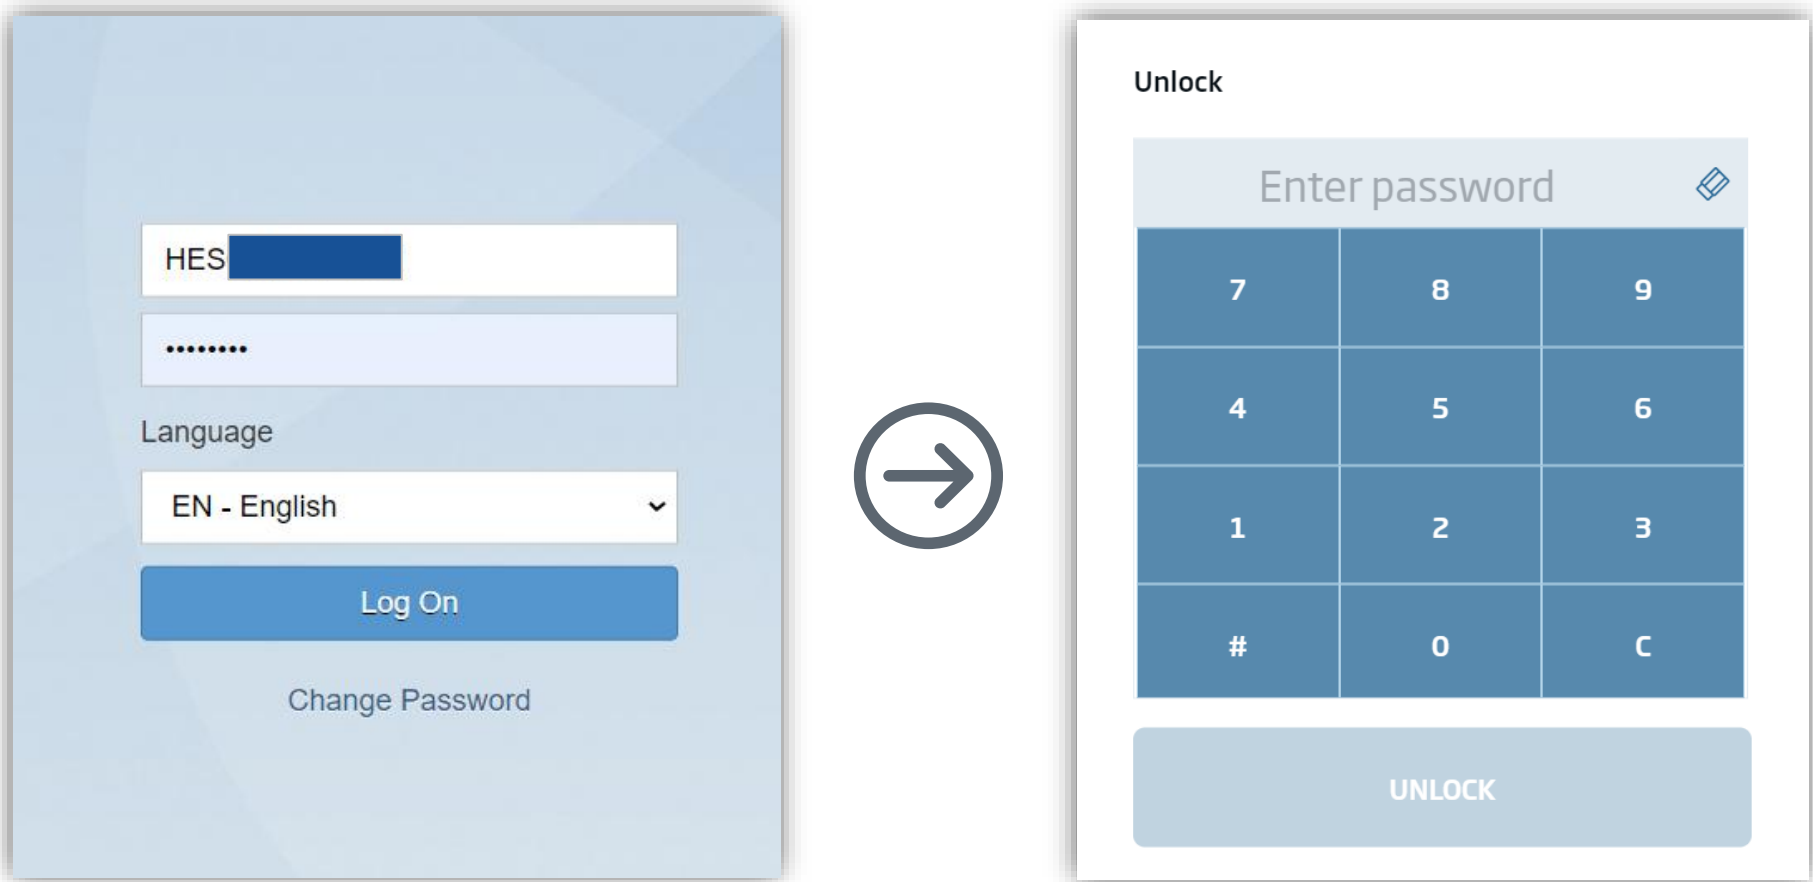 HES
••••••••
Language
EN - English
Log On
Change Password
Unlock
Enter password
7 8 9
4 5 6
1 2 3
# 0 C
UNLOCK